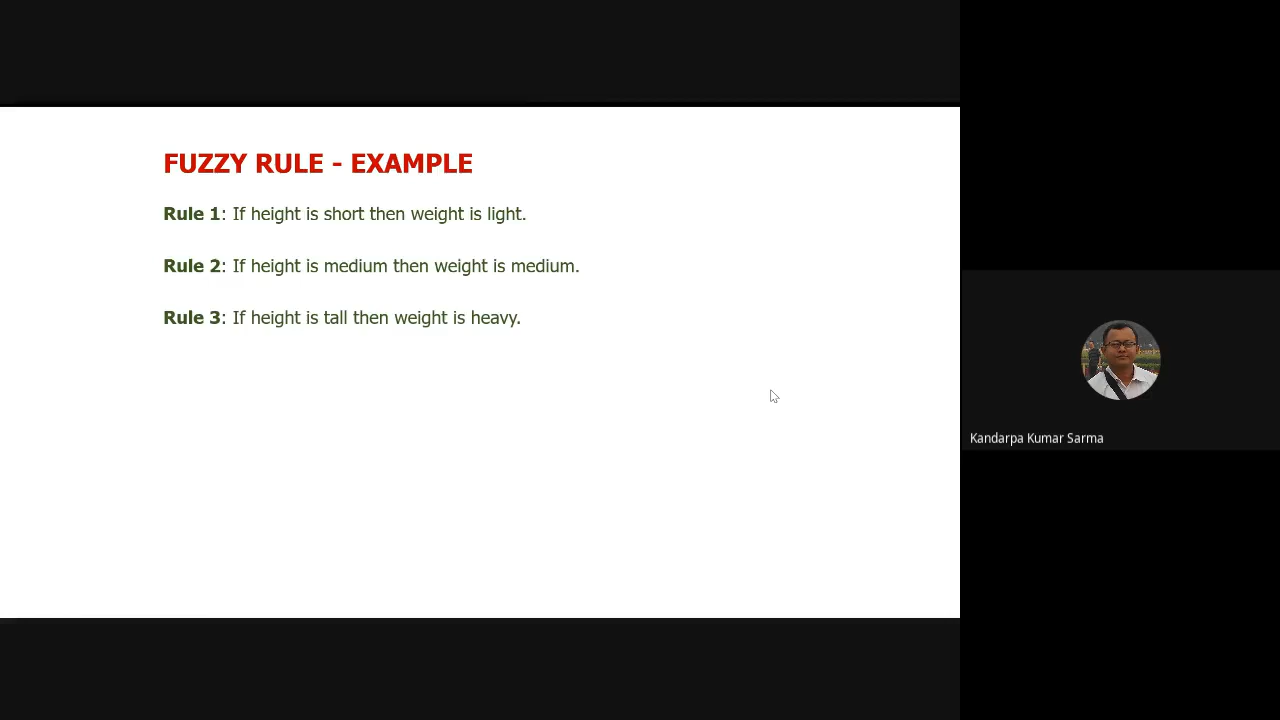 FUZZY RULE - EXAMPLE
Rule 1: If height is short then weight is light.
Rule 2: If height is medium then weight is medium.
Rule 3: If height is tall then weight is heavy.
Kandarpa Kumar Sarma